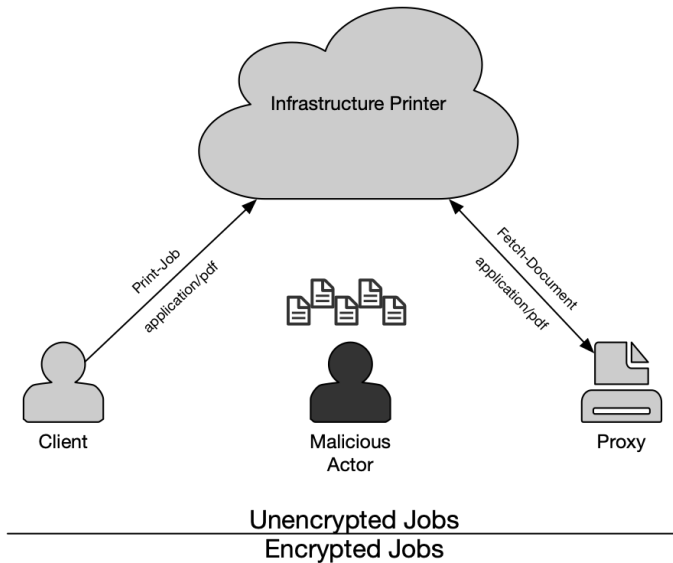 Infrastructure Printer
Print-Job
application/pdf
Fetch-Document
application/pdf
Client
Malicious
Actor
Proxy
Unencrypted Jobs
Encrypted Jobs